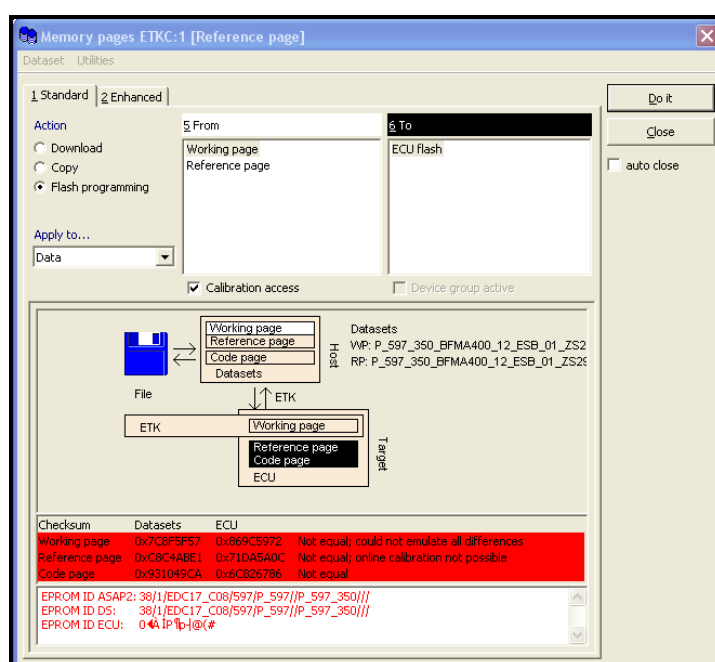 Memory pages ETKC:1 [Reference page]
Dataset Utilities
1 Standard 2 Enhanced
Do it
Close
auto close
Action
Download
Copy
Flash programming
Apply to...
Data
5 From
Working page
Reference page
6 To
ECU flash
Calibration access
Device group active
Working page
Reference page
Code page
Datasets
Host
Datasets
WP: P_597_350_BFMA400_12_ESB_01_ZS2
RP: P_597_350_BFMA400_12_ESB_01_ZS29
File
ETK
ETK
Working page
Reference page
Code page
ECU
Target
Checksum Datasets ECU
Working page 0x7C8F5F57 0x869C5972 Not equal; could not emulate all differences
Reference page 0xC8C4ABE1 0x71DA5A0C Not equal; online calibration not possible
Code page 0x931049CA 0x6C826786 Not equal
EPROM ID ASAP2: 38/1/EDC17_C08/597/P_597//P_597_350///
EPROM ID DS: 38/1/EDC17_C08/597/P_597//P_597_350///
EPROM ID ECU: